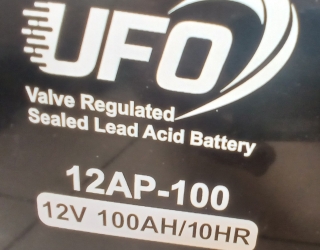 UFO
Valve Regulated
Sealed Lead Acid Battery
12AP-100
12V 100AH/10HR